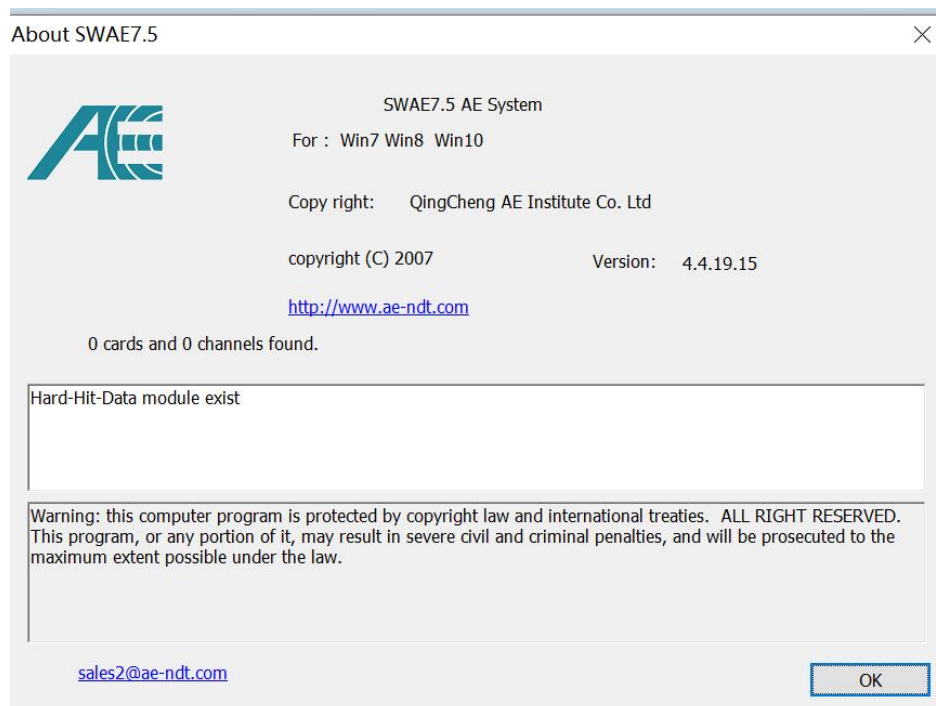 About SWAE7.5
AE
SWAE7.5 AE System
For : Win7 Win8 Win10
Copy right: QingCheng AE Institute Co. Ltd
copyright (C) 2007 Version: 4.4.19.15
http://www.ae-ndt.com
0 cards and 0 channels found.
Hard-Hit-Data module exist
Warning: this computer program is protected by copyright law and international treaties. ALL RIGHT RESERVED.
This program, or any portion of it, may result in severe civil and criminal penalties, and will be prosecuted to the
maximum extent possible under the law.
sales2@ae-ndt.com
OK